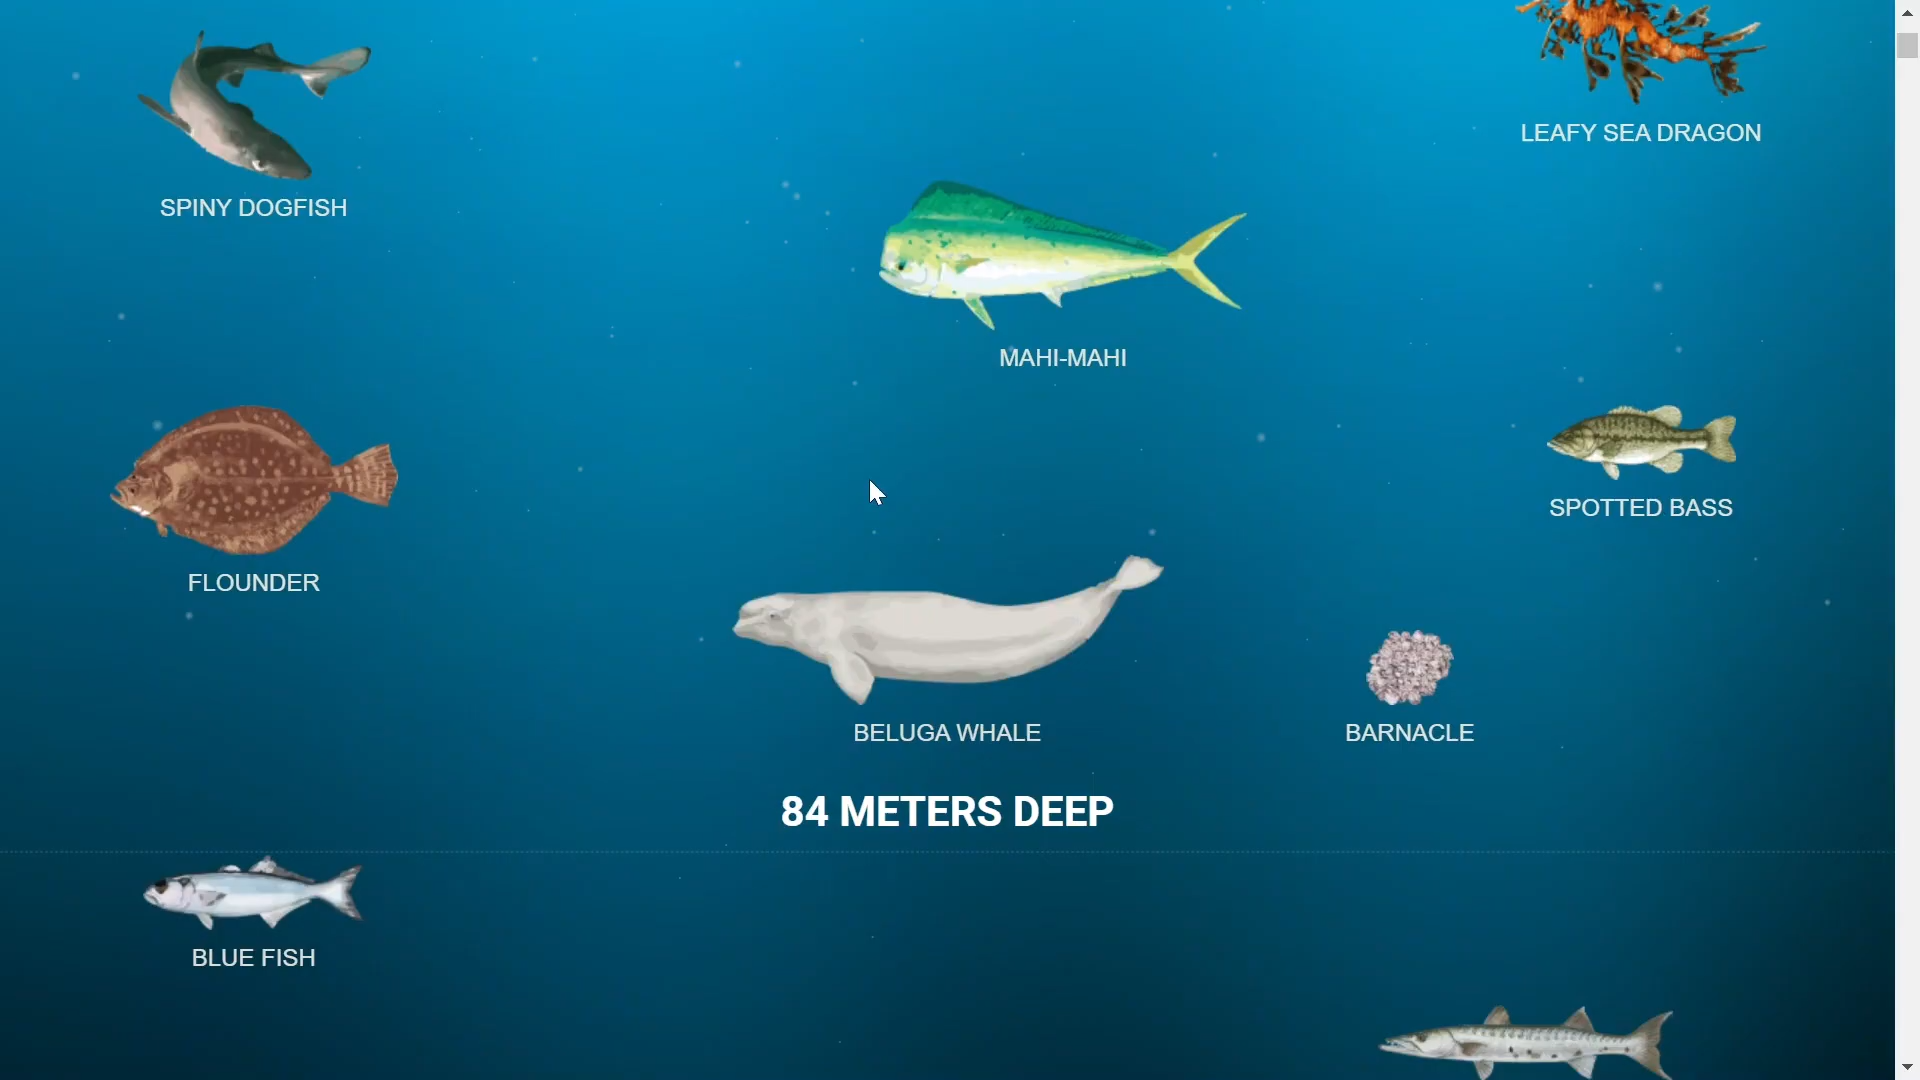 LEAFY SEA DRAGON
SPINY DOGFISH
MAHI-MAHI
SPOTTED BASS
FLOUNDER
BELUGA WHALE
BARNACLE
84 METERS DEEP
BLUE FISH